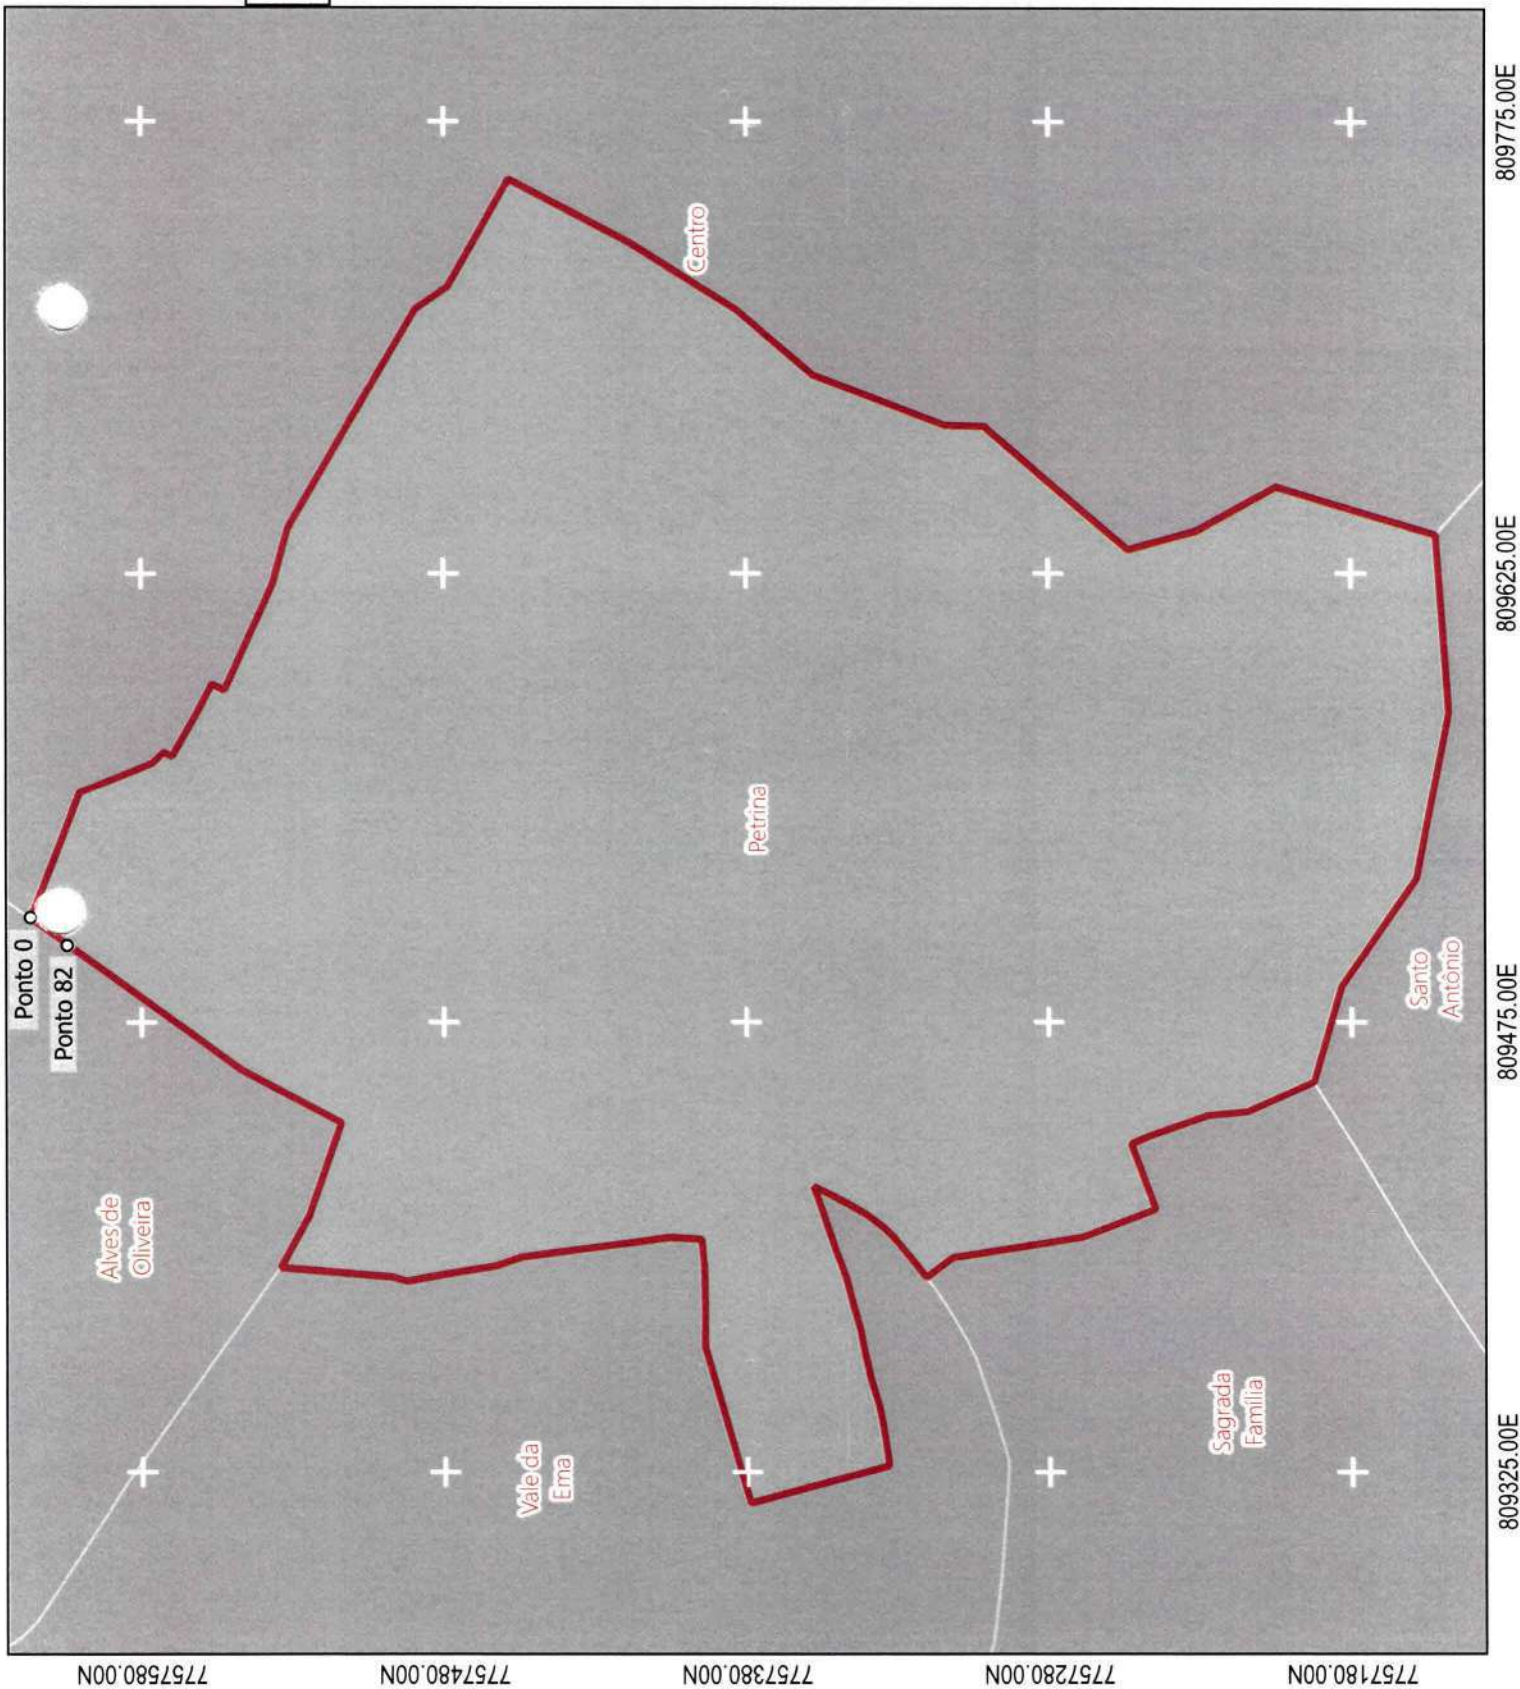 Ponto 0
Ponto 82
Alves de
Oliveira
Centro
Petrina
Vale da
Ema
Sagrada
Família
Santo
Antônio
7757580.00N
7757480.00N
7757380.00N
7757280.00N
7757180.00N
809325.00E
809475.00E
809625.00E
809775.00E